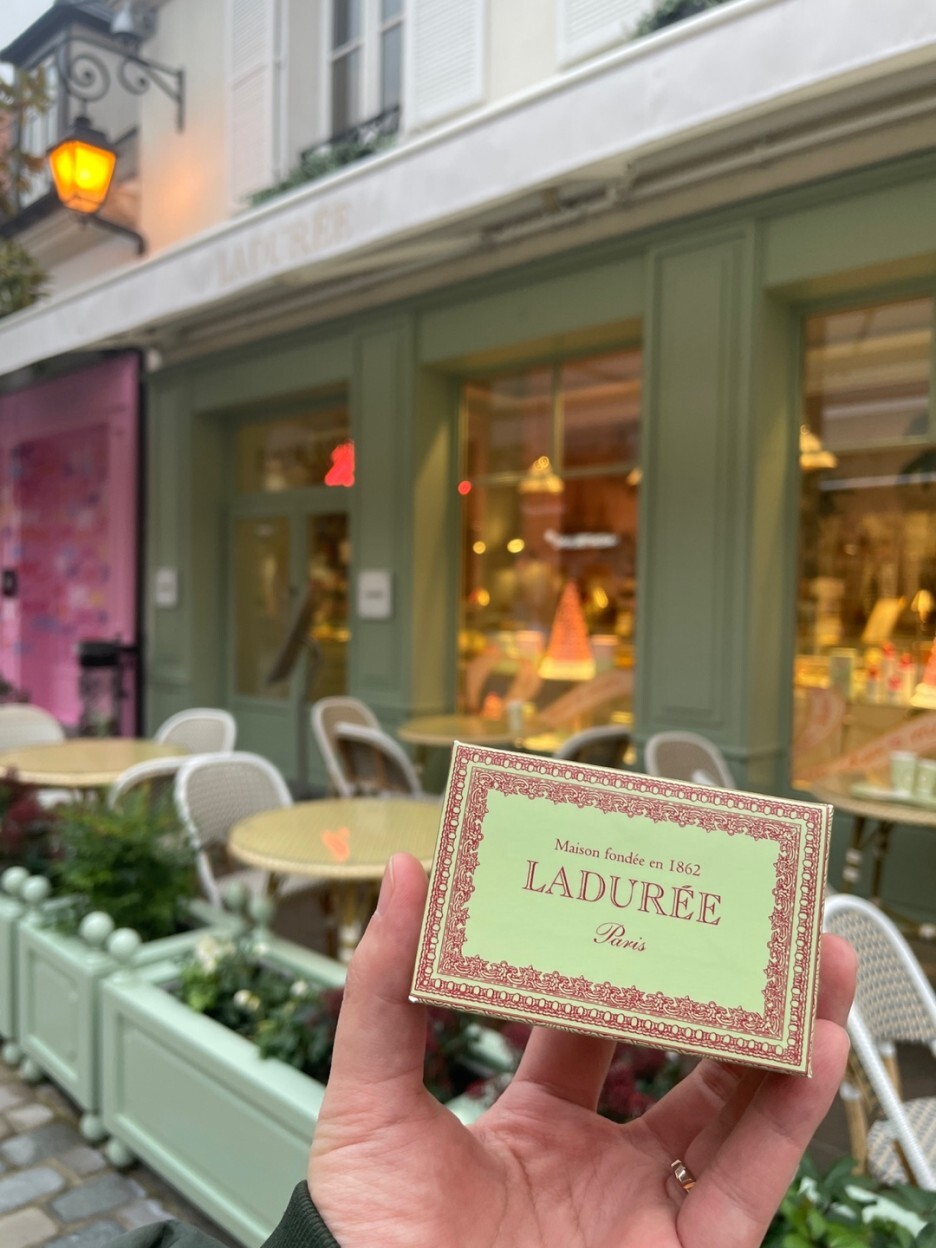 LADURÉE
Maison fondée en 1862
LADURÉE
Paris